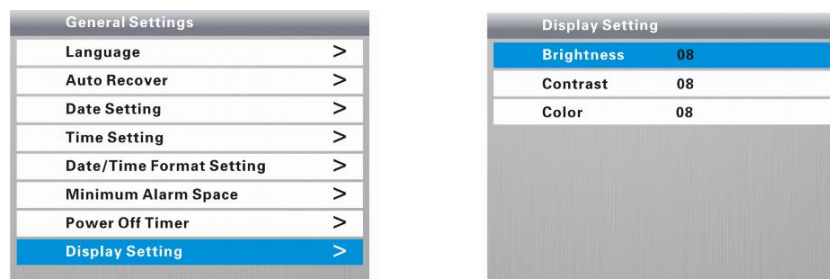 General Settings
Language >
Auto Recover >
Date Setting >
Time Setting >
Date/Time Format Setting >
Minimum Alarm Space >
Power Off Timer >
Display Setting >
Display Setting
Brightness 08
Contrast 08
Color 08